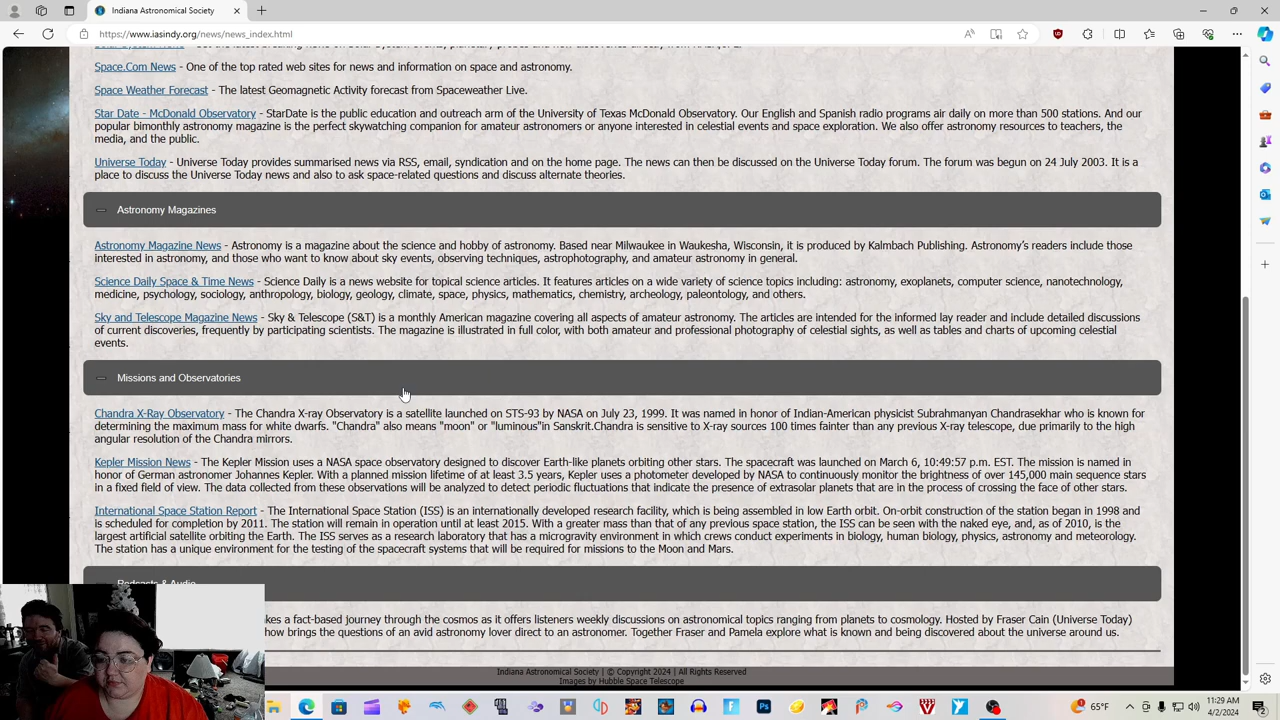 Indiana Astronomical Society
https://www.iasindy.org/news/news_index.html
Space.Com News - One of the top rated web sites for news and information on space and astronomy.
Space Weather Forecast - The latest Geomagnetic Activity forecast from Spaceweather Live.
Star Date - McDonald Observatory - StarDate is the public education and outreach arm of the University of Texas McDonald Observatory. Our English and Spanish radio programs air daily on more than 500 stations. And our
popular bimonthly astronomy magazine is the perfect skywatching companion for amateur astronomers or anyone interested in celestial events and space exploration. We also offer astronomy resources to teachers, the
media, and the public.
Universe Today - Universe Today provides summarised news via RSS, email, syndication and on the home page. The news can then be discussed on the Universe Today forum. The forum was begun on 24 July 2003. It is a
place to discuss the Universe Today news and also to ask space-related questions and discuss alternate theories.
Astronomy Magazines
Astronomy Magazine News - Astronomy is a magazine about the science and hobby of astronomy. Based near Milwaukee in Waukesha, Wisconsin, it is produced by Kalmbach Publishing. Astronomy's readers include those
interested in astronomy, and those who want to know about sky events, observing techniques, astrophotography, and amateur astronomy in general.
Science Daily Space & Time News - Science Daily is a news website for topical science articles. It features articles on a wide variety of science topics including: astronomy, exoplanets, computer science, nanotechnology,
medicine, psychology, sociology, anthropology, biology, geology, climate, space, physics, mathematics, chemistry, archeology, paleontology, and others.
Sky and Telescope Magazine News - Sky & Telescope (S&T) is a monthly American magazine covering all aspects of amateur astronomy. The articles are intended for the informed lay reader and include detailed discussions
of current discoveries, frequently by participating scientists. The magazine is illustrated in full color, with both amateur and professional photography of celestial sights, as well as tables and charts of upcoming celestial
events.
Missions and Observatories
Chandra X-Ray Observatory - The Chandra X-ray Observatory is a satellite launched on STS-93 by NASA on July 23, 1999. It was named in honor of Indian-American physicist Subrahmanyan Chandrasekhar who is known for
determining the maximum mass for white dwarfs. "Chandra" also means "moon" or "luminous"in Sanskrit.Chandra is sensitive to X-ray sources 100 times fainter than any previous X-ray telescope, due primarily to the high
angular resolution of the Chandra mirrors.
Kepler Mission News - The Kepler Mission uses a NASA space observatory designed to discover Earth-like planets orbiting other stars. The spacecraft was launched on March 6, 10:49:57 p.m. EST. The mission is named in
honor of German astronomer Johannes Kepler. With a planned mission lifetime of at least 3.5 years, Kepler uses a photometer developed by NASA to continuously monitor the brightness of over 145,000 main sequence stars
in a fixed field of view. The data collected from these observations will be analyzed to detect periodic fluctuations that indicate the presence of extrasolar planets that are in the process of crossing the face of other stars.
International Space Station Report - The International Space Station (ISS) is an internationally developed research facility, which is being assembled in low Earth orbit. On-orbit construction of the station began in 1998 and
is scheduled for completion by 2011. The station will remain in operation until at least 2015. With a greater mass than that of any previous space station, the ISS can be seen with the naked eye, and, as of 2010, is the
largest artificial satellite orbiting the Earth. The ISS serves as a research laboratory that has a microgravity environment in which crews conduct experiments in biology, human biology, physics, astronomy and meteorology.
The station has a unique environment for the testing of the spacecraft systems that will be required for missions to the Moon and Mars.
Podcasts & Audio
a fact-based journey through the cosmos as it offers listeners weekly discussions on astronomical topics ranging from planets to cosmology. Hosted by Fraser Cain (Universe Today)
brings the questions of an avid astronomy lover direct to an astronomer. Together Fraser and Pamela explore what is known and being discovered about the universe around us.
Indiana Astronomical Society | © Copyright 2024 | All Rights Reserved
Images by Hubble Space Telescope
65°F
11:29 AM
4/2/2024